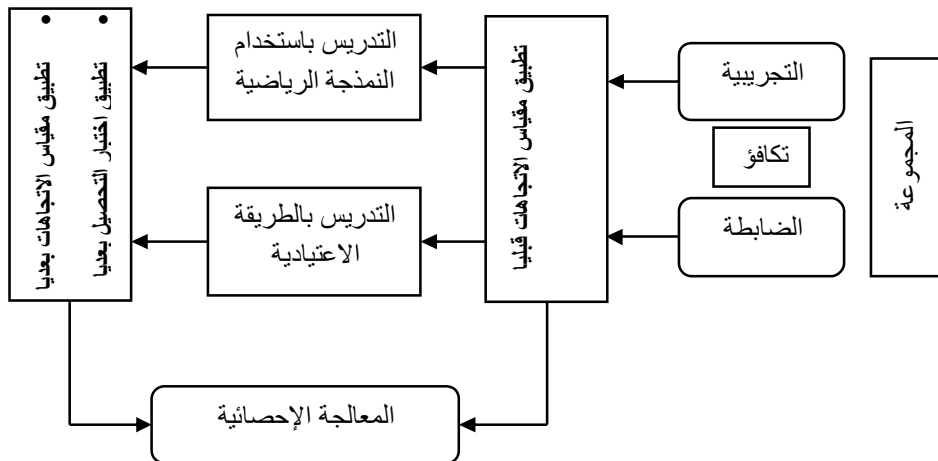 المجموعة
التجريبية
تكافؤ
الضابطة
تطبيق مقياس الاتجاهات قبليا
التدريس باستخدام
النمذجة الرياضية
التدريس بالطريقة
الاعتيادية
• تطبيق اختبار التحصيل بعديا
• تطبيق مقياس الاتجاهات بعديا
المعالجة الإحصائية